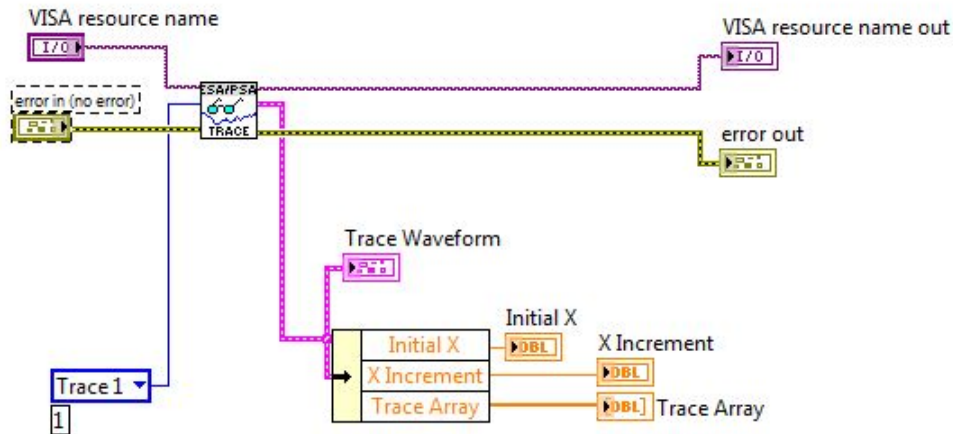 VISA resource name
I/O
VISA resource name out
I/O
ESA/PSA
TRACE
error in (no error)
error out
Trace Waveform
Initial X
X Increment
Trace Array
Initial X
DBL
X Increment
DBL
[DBL]
Trace Array
Trace 1
1